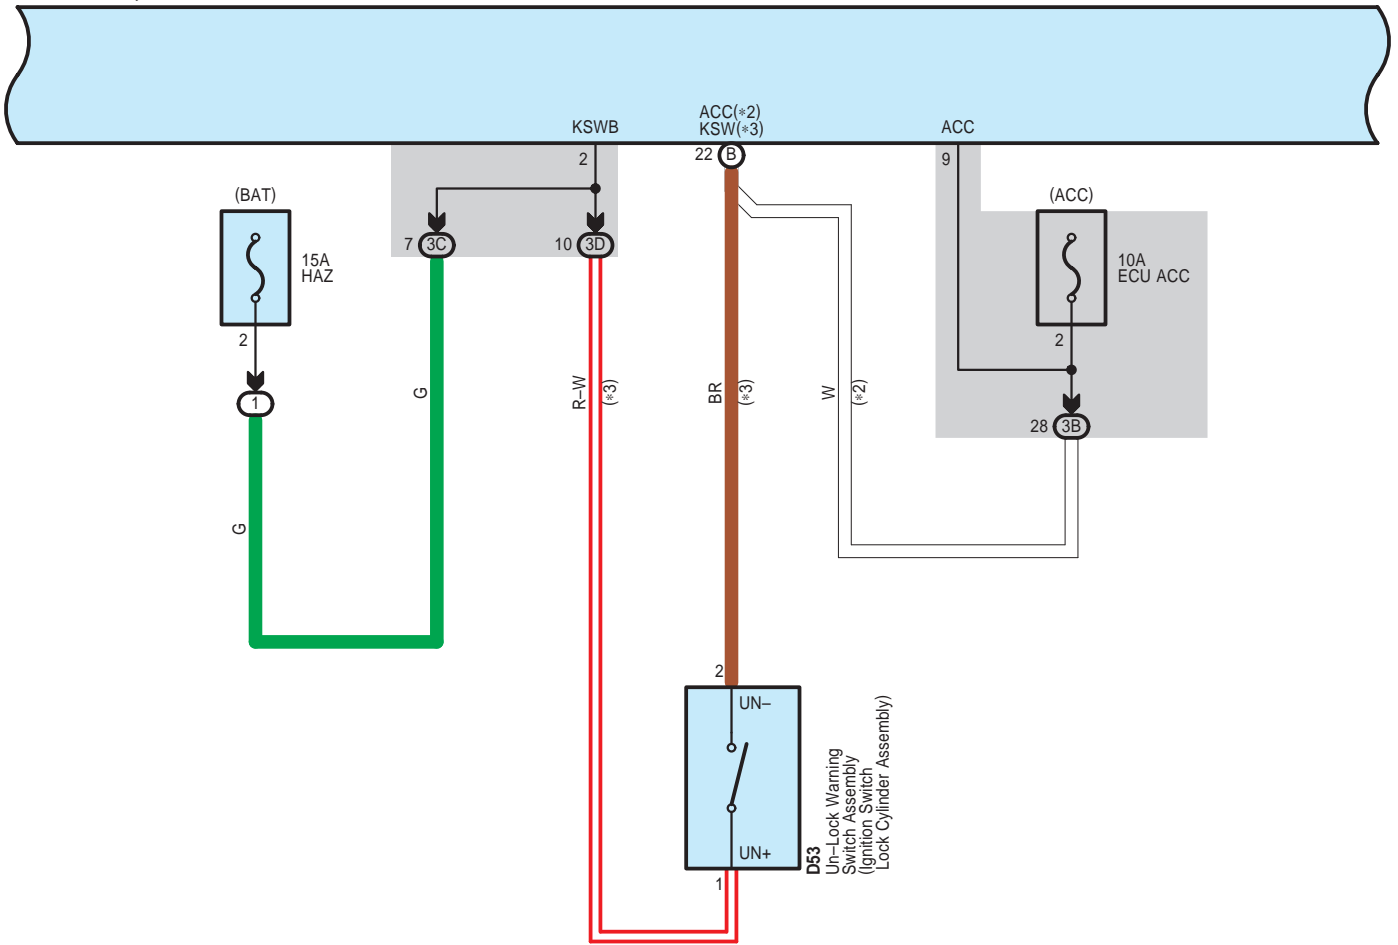 ACC(*2)
KSWB
KSW(*3)
ACC
2
22
B
9
(BAT)
(ACC)
7
3C
10
3D
15A
HAZ
10A
ECU ACC
2
2
G
R–W
(*3)
BR
(*3)
W
(*2)
1
28
3B
G
2
UN–
UN+
1
D53
Un–Lock Warning
Switch Assembly
(Ignition Switch
Lock Cylinder Assembly)